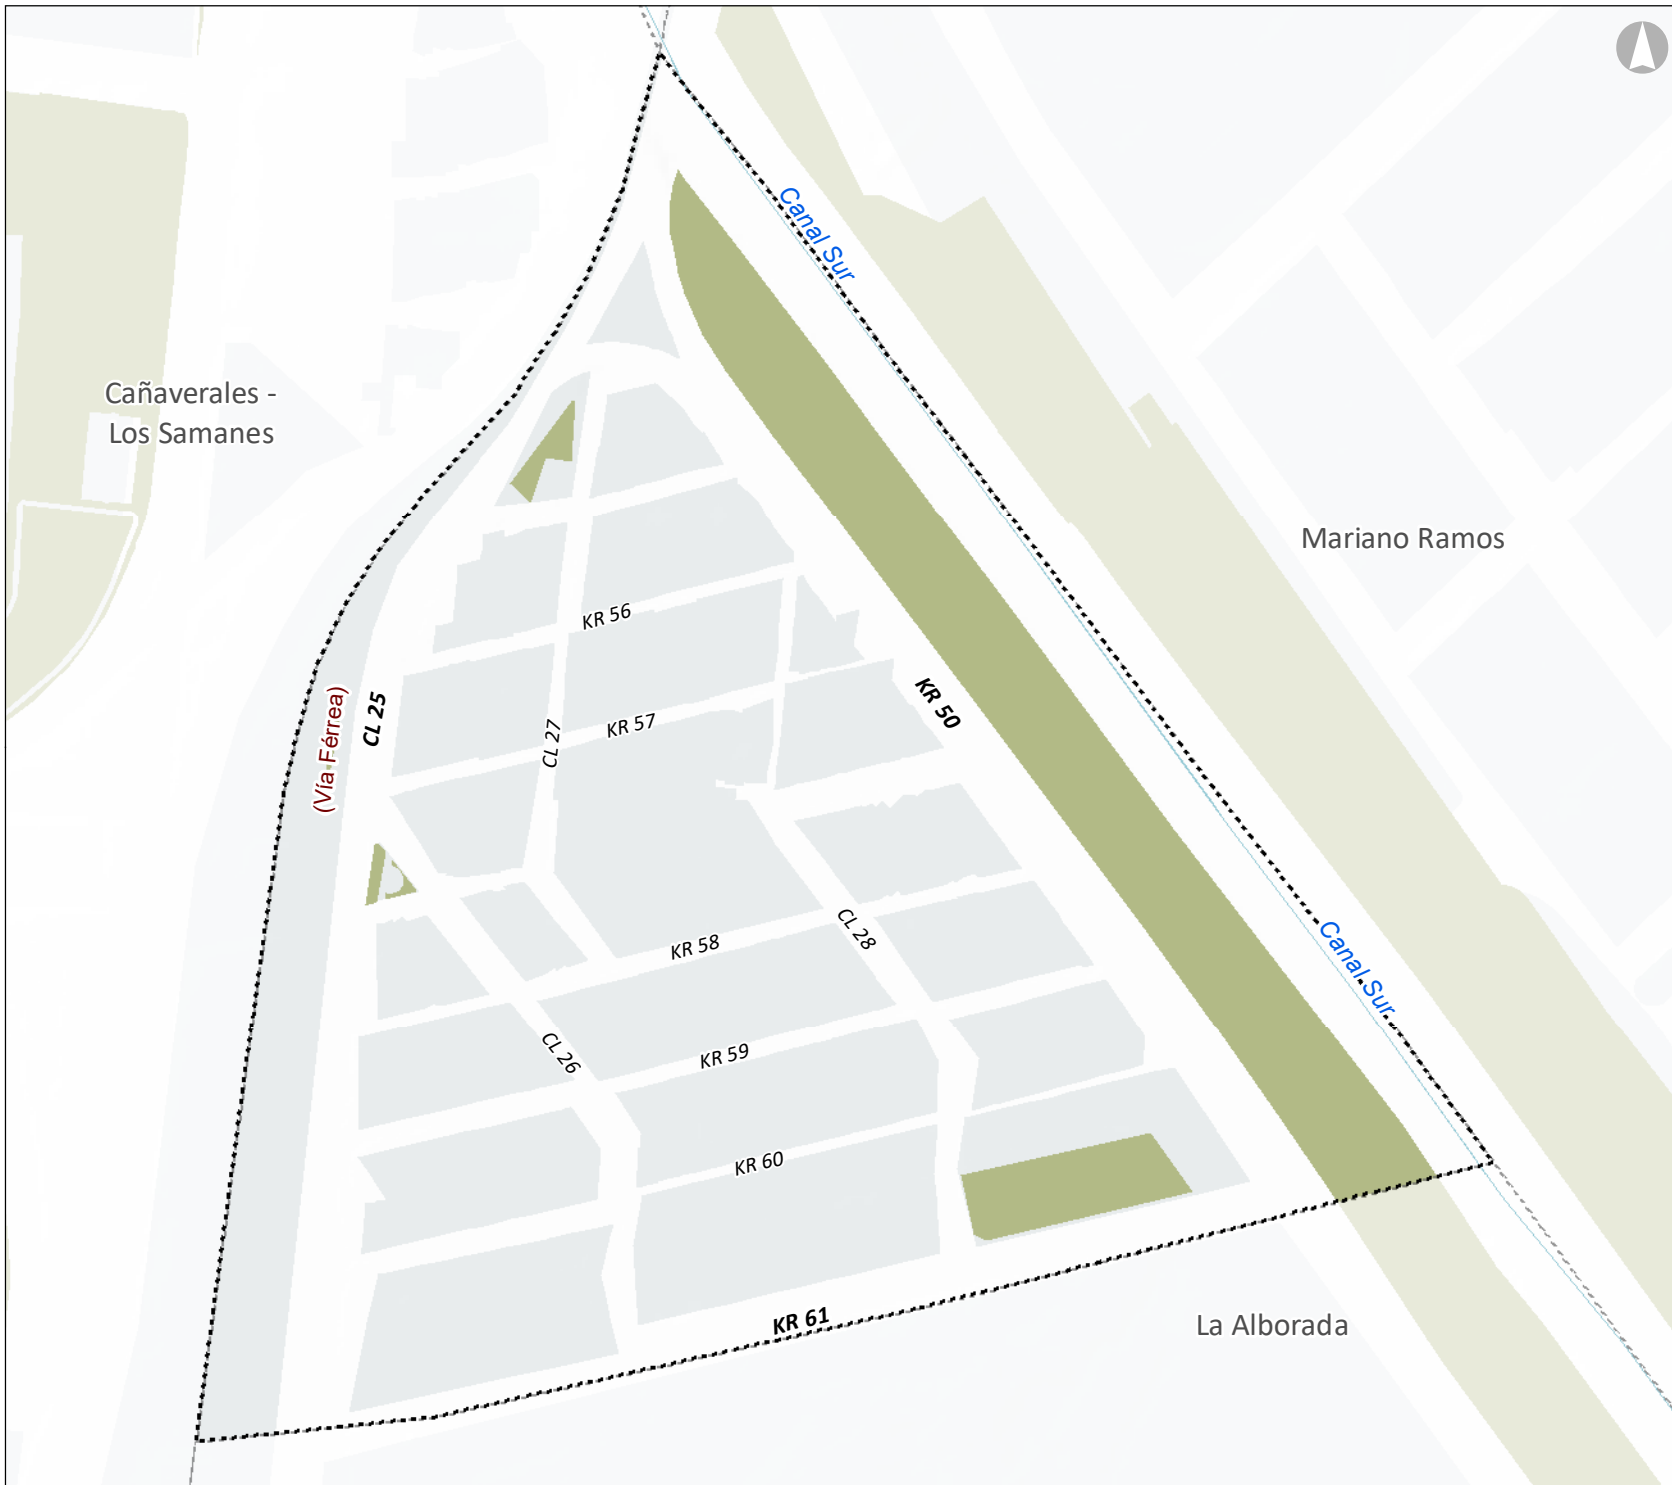 Canal Sur
Cañaverales -
Los Samanes
Mariano Ramos
KR 56
KR 50
CL 25
(Vía Férrea)
KR 57
CL 27
CL 28
KR 58
Canal Sur
CL 26
KR 59
KR 60
KR 61
La Alborada